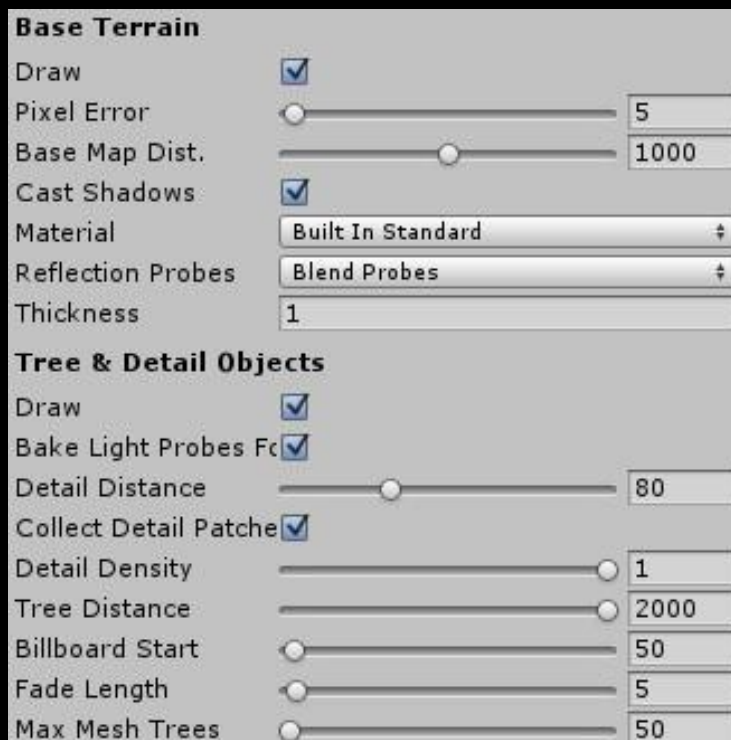 Base Terrain
Draw
Pixel Error 5
Base Map Dist. 1000
Cast Shadows
Material Built In Standard
Reflection Probes Blend Probes
Thickness 1
Tree & Detail Objects
Draw
Bake Light Probes Fo
Detail Distance 80
Collect Detail Patche
Detail Density 1
Tree Distance 2000
Billboard Start 50
Fade Length 5
Max Mesh Trees 50